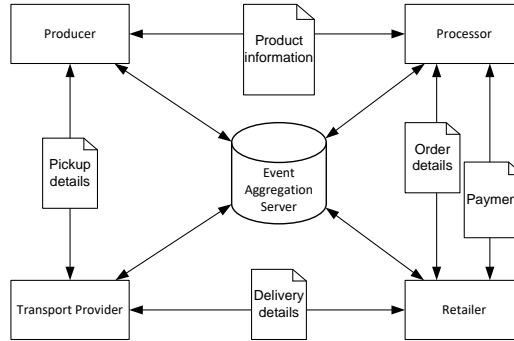 Producer
Product
information
Processor
Pickup
details
Event
Aggregation
Server
Order
details
Paymen
Transport Provider
Delivery
details
Retailer